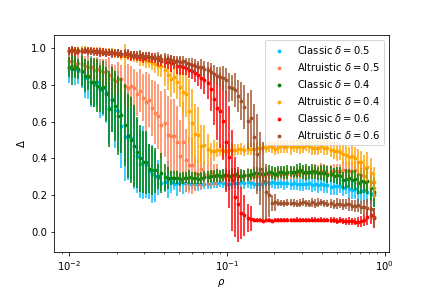 1.0
0.8
0.6
0.4
0.2
0.0
Δ
10⁻²
10⁻¹
10⁰
ρ
Classic δ = 0.5
Altruistic δ = 0.5
Classic δ = 0.4
Altruistic δ = 0.4
Classic δ = 0.6
Altruistic δ = 0.6